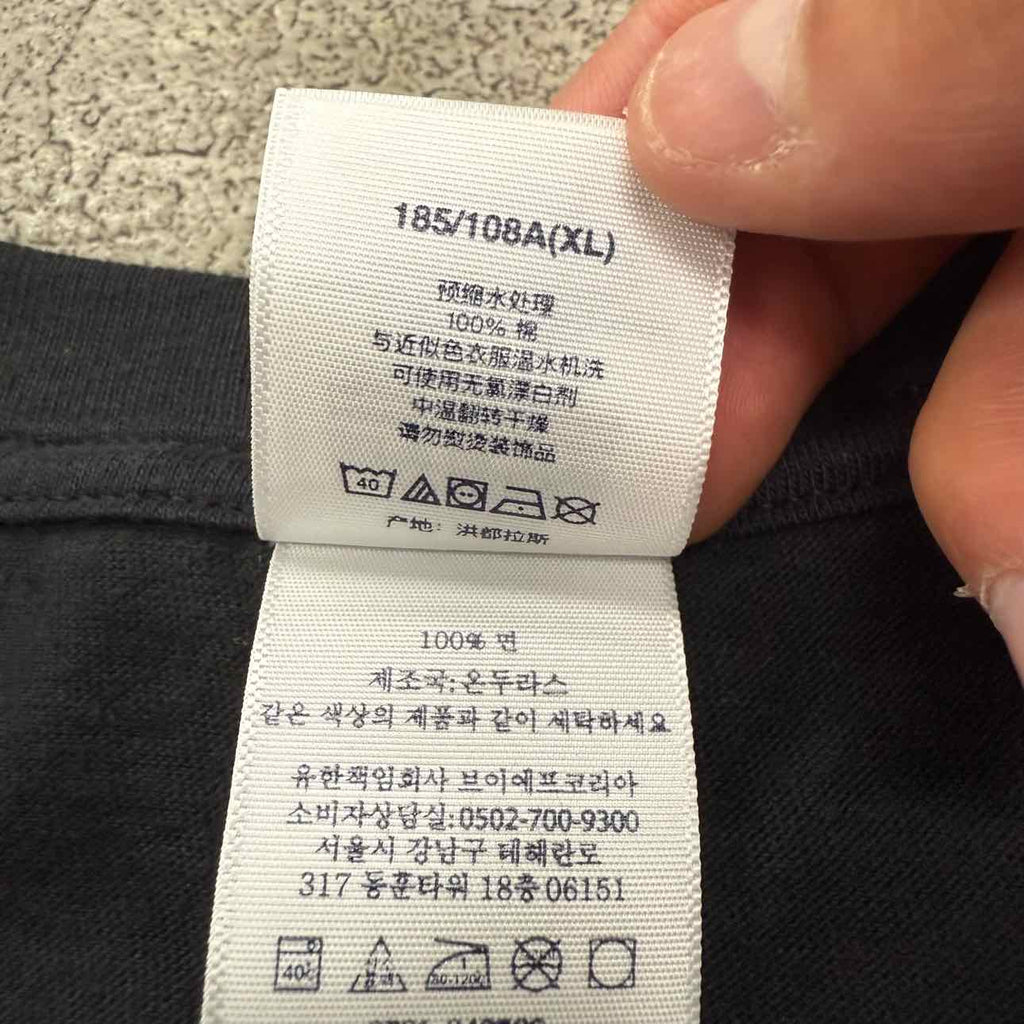 185/108A(XL)
预缩水处理
100% 棉
与近似色衣服温水机洗
可使用无氯漂白剂
中温翻转干燥
请勿熨烫装饰品
40
产地: 洪都拉斯
100% 면
제조국:온두라스
같은 색상의 제품과 같이 세탁하세요
유한책임회사 브이에프코리아
소비자상담실:0502-700-9300
서울시 강남구 테헤란로
317 동훈타워 18층 06151
40℃